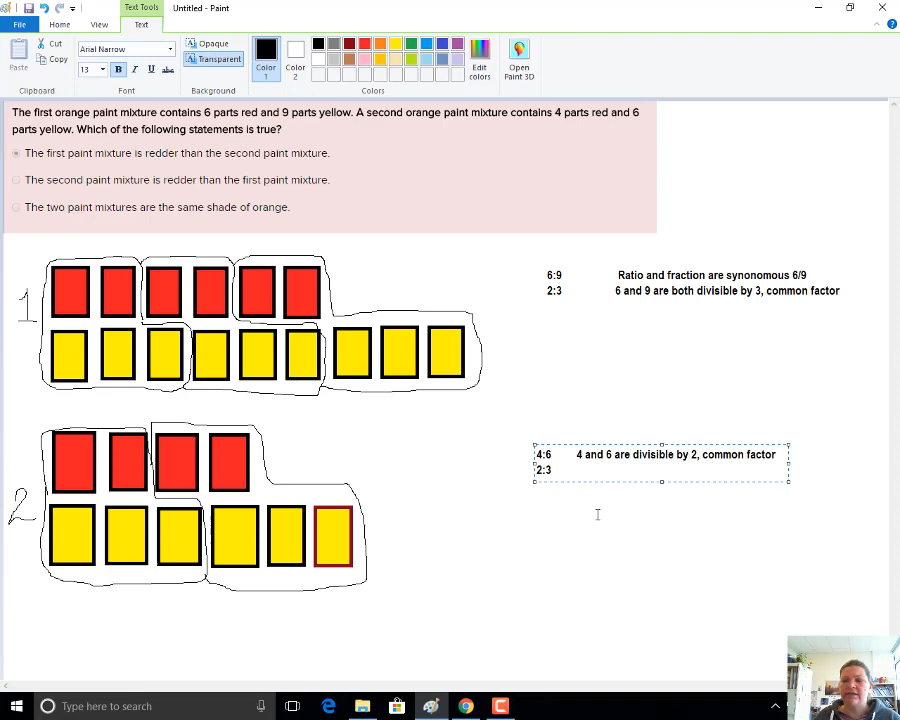 Text Tools
Untitled - Paint
File
Home
View
Text
Paste
Cut
Copy
Clipboard
Arial Narrow
13
B I U abc
Font
Opaque
Transparent
Background
Color 1
Color 2
Colors
Edit colors
Open Paint 3D
The first orange paint mixture contains 6 parts red and 9 parts yellow. A second orange paint mixture contains 4 parts red and 6
parts yellow. Which of the following statements is true?
The first paint mixture is redder than the second paint mixture.
The second paint mixture is redder than the first paint mixture.
The two paint mixtures are the same shade of orange.
1
6:9 Ratio and fraction are synonomous 6/9
2:3 6 and 9 are both divisible by 3, common factor
2
4:6 4 and 6 are divisible by 2, common factor
2:3
Type here to search